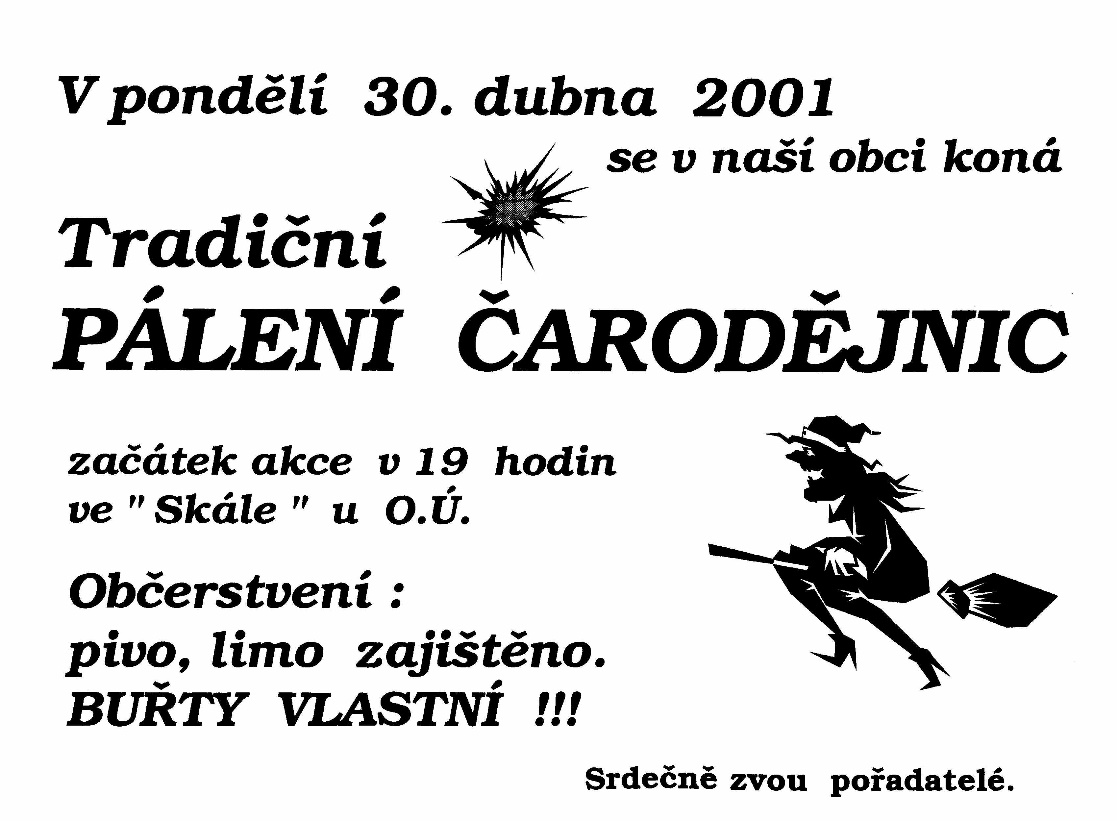 V pondělí 30. dubna 2001
se v naší obci koná
Tradiční
PÁLENÍ ČARODĚJNIC
začátek akce v 19 hodin
ve " Skále " u O.Ú.
Občerstvení :
pivo, limo zajištěno.
BUŘTY VLASTNÍ !!!
Srdečně zvou pořadatelé.